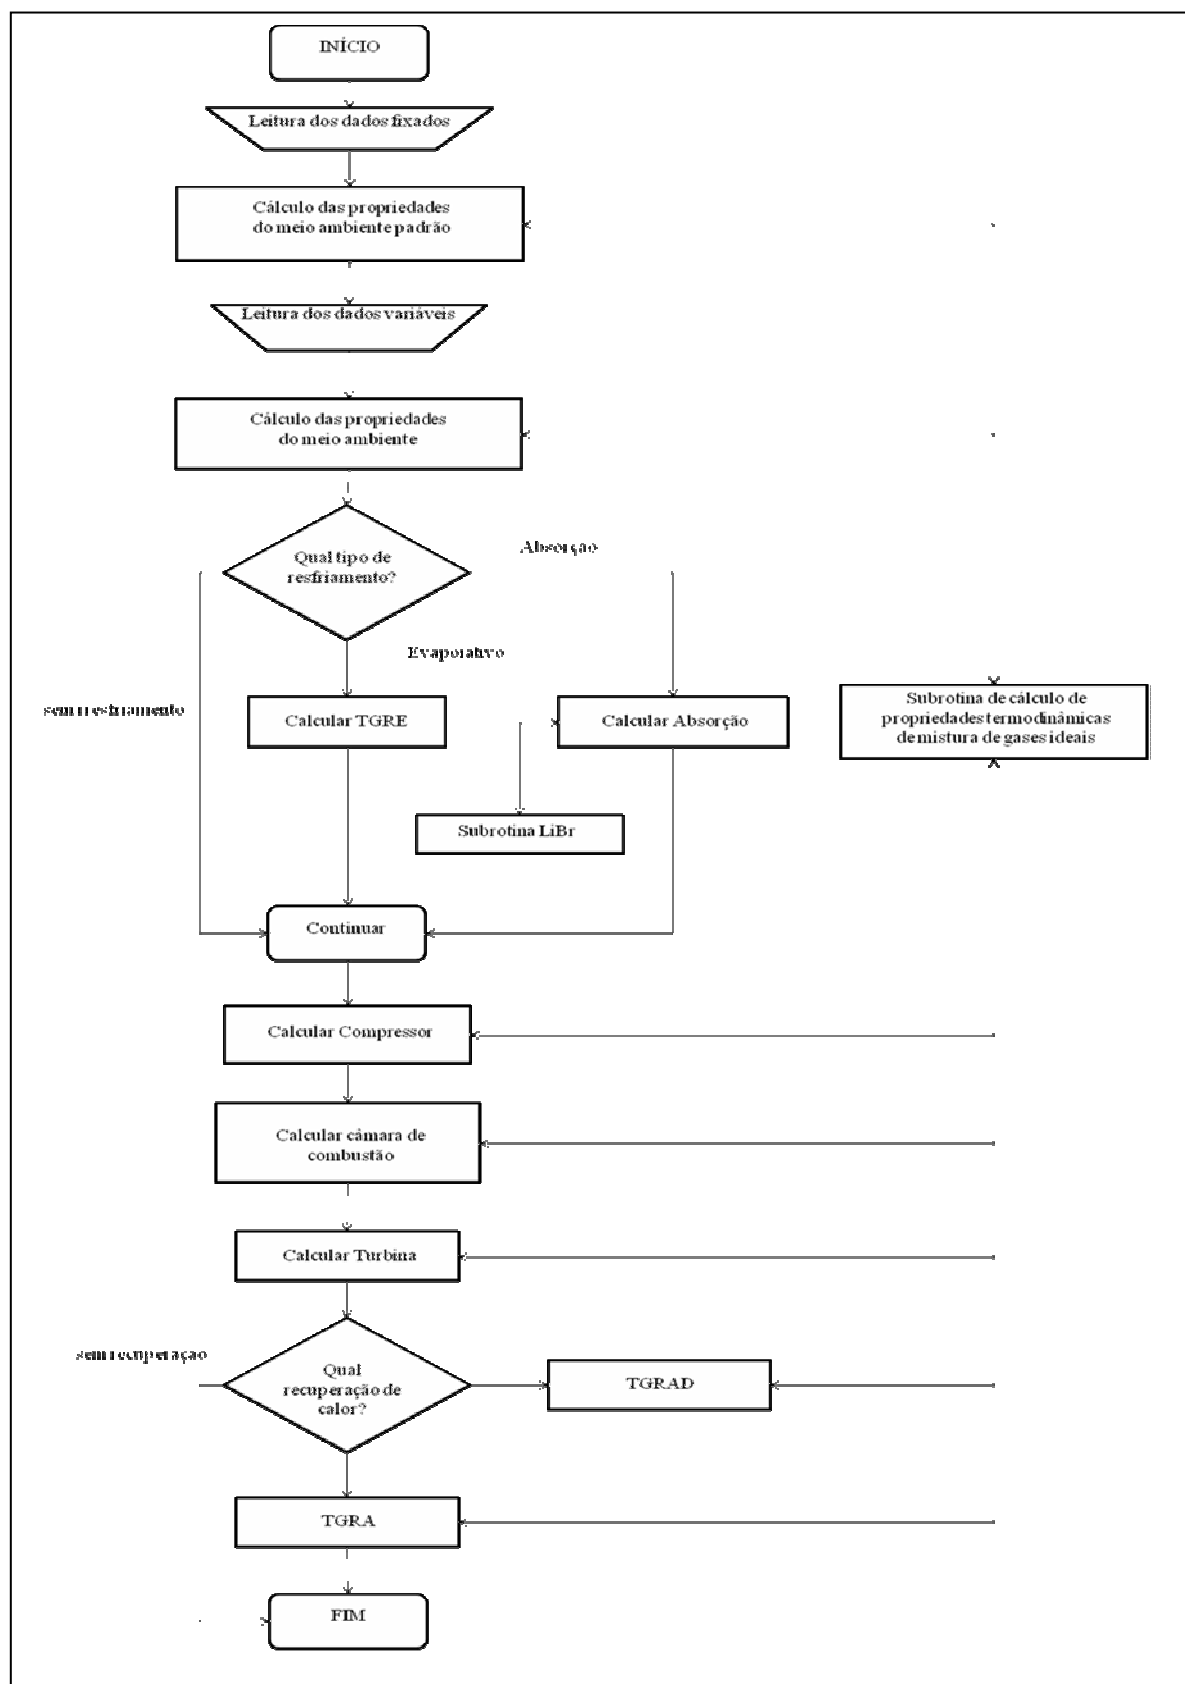 INÍCIO
Leitura dos dados fixados
Cálculo das propriedades
do meio ambiente padrão
Leitura dos dados variáveis
Cálculo das propriedades
do meio ambiente
Qual tipo de
resfriamento?
Absorção
Evaporativo
sem resfriamento
Calcular TGRE
Calcular Absorção
Subrotina de cálculo de
propriedades termodinâmicas
de mistura de gases ideais
Subrotina LiBr
Continuar
Calcular Compressor
Calcular câmara de
combustão
Calcular Turbina
sem recuperação
Qual
recuperação de
calor?
TGRAD
TGRA
FIM